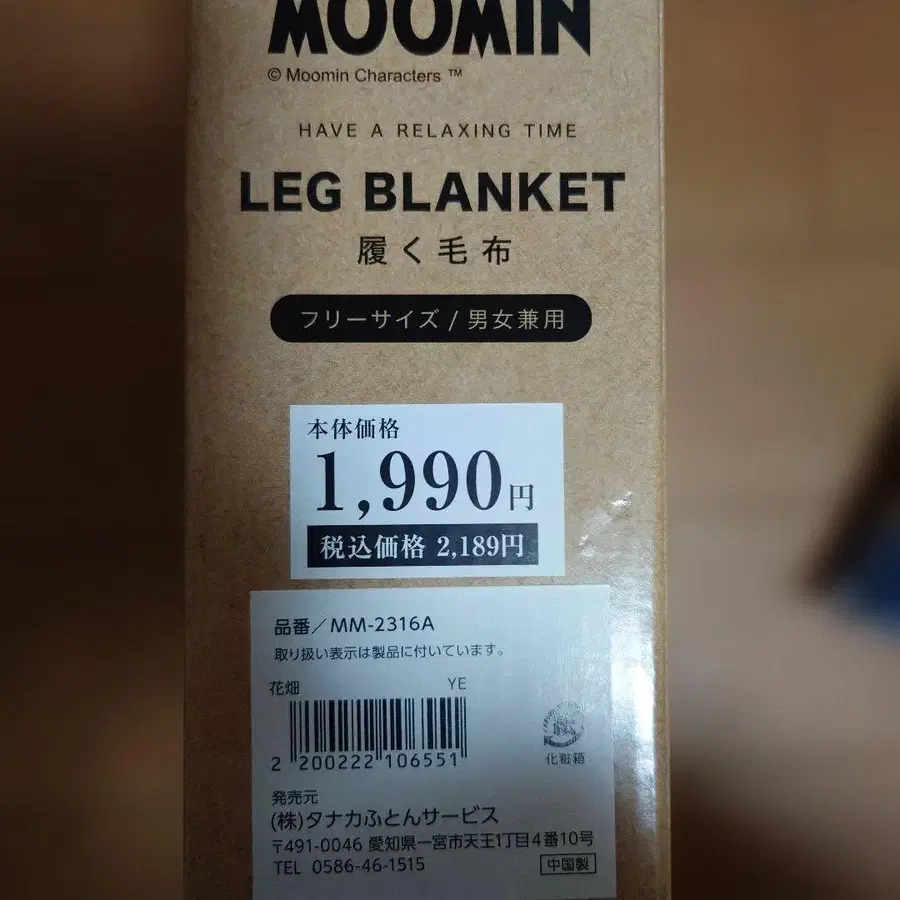 MOOMIN
© Moomin Characters ™
HAVE A RELAXING TIME
LEG BLANKET
履く毛布
フリーサイズ / 男女兼用
本体価格
1,990円
税込価格 2,189円
品番／MM-2316A
取り扱い表示は製品に付いています。
花畑 YE
2 200222 106551
化粧箱
発売元
(株)タナカふとんサービス
〒491-0046 愛知県一宮市天王1丁目4番10号
TEL 0586-46-1515
中国製